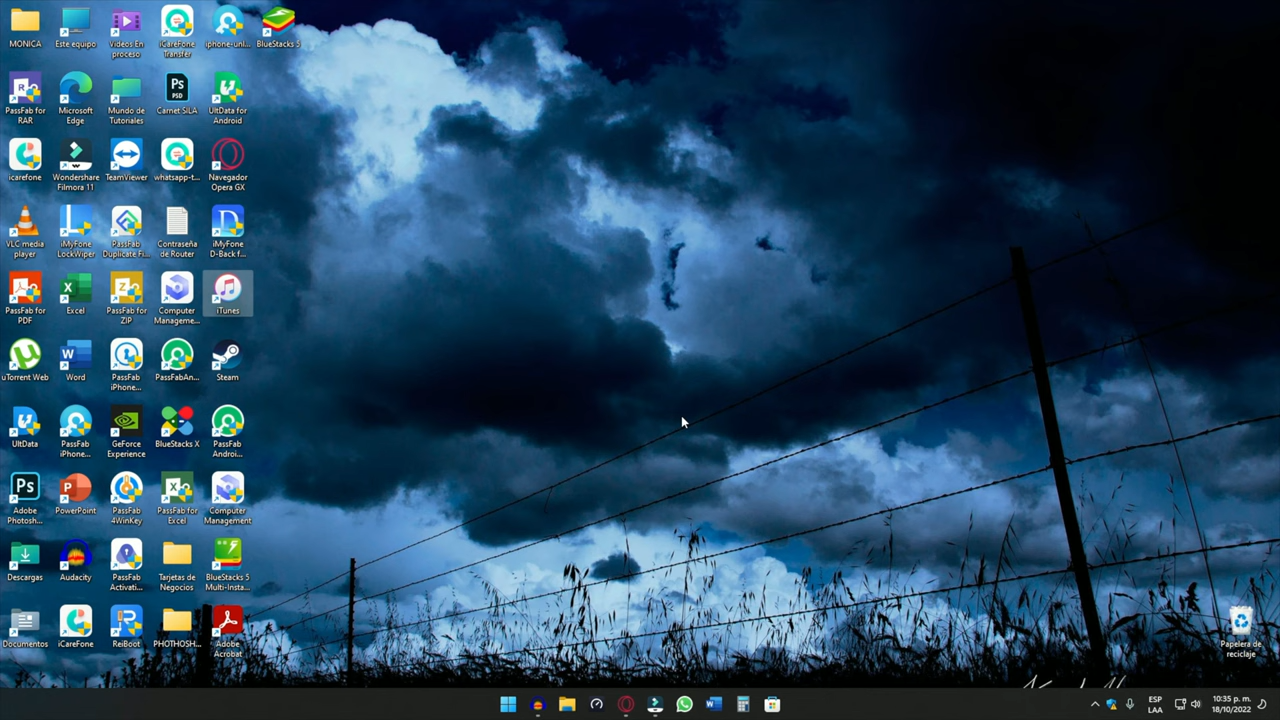 MONICA
Este equipo
Videos En
proceso
iCareFone
Transfer
iphone-unl...
BlueStacks 5
PassFab for
RAR
Microsoft
Edge
Mundo de
Tutoriales
Carnet SILA
UltData for
Android
icarefone
Wondershare
Filmora 11
TeamViewer
whatsapp-t...
Navegador
Opera GX
VLC media
player
iMyFone
LockWiper
PassFab
Duplicate Fi...
Contraseña
de Router
iMyFone
D-Back f...
PassFab for
PDF
Excel
PassFab for
ZIP
Computer
Manageme...
iTunes
uTorrent Web
Word
PassFab
iPhone...
PassFabAn...
Steam
UltData
PassFab
iPhone...
GeForce
Experience
BlueStacks X
PassFab
Androi...
Adobe
Photosh...
PowerPoint
PassFab
4WinKey
PassFab for
Excel
Computer
Management
Descargas
Audacity
PassFab
Activati...
Tarjetas de
Negocios
BlueStacks 5
Multi-Insta...
Documentos
iCareFone
ReiBoot
PHOTHOSH...
Adobe
Acrobat
Papelera de
reciclaje
ESP
LAA
10:35 p. m.
18/10/2022